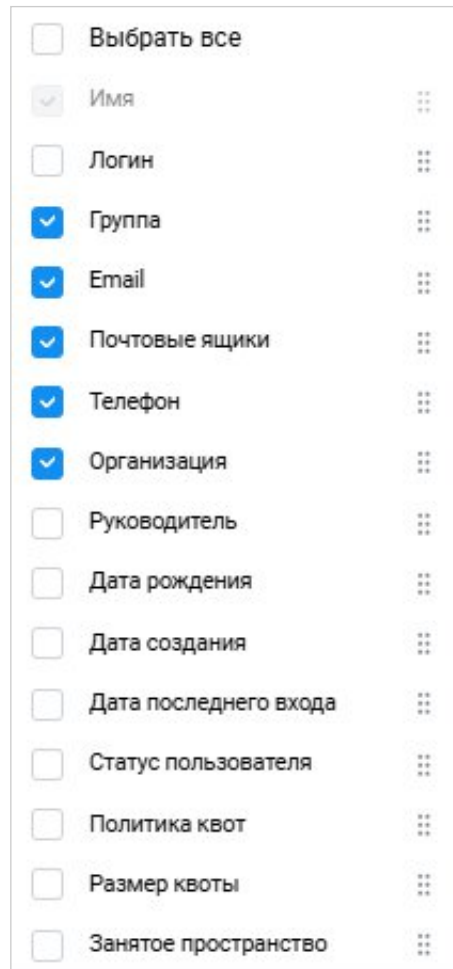 Выбрать все
Имя
Логин
Группа
Email
Почтовые ящики
Телефон
Организация
Руководитель
Дата рождения
Дата создания
Дата последнего входа
Статус пользователя
Политика квот
Размер квоты
Занятое пространство